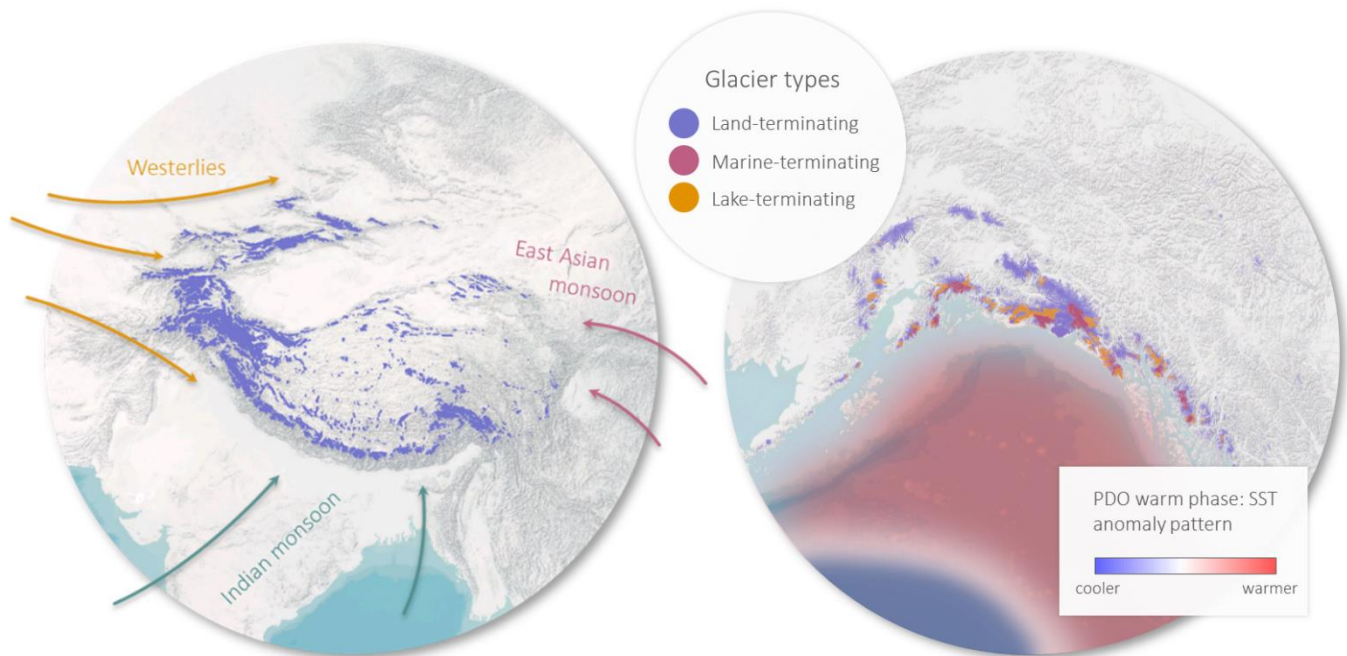 Westerlies
East Asian
monsoon
Indian monsoon
Glacier types
Land-terminating
Marine-terminating
Lake-terminating
PDO warm phase: SST
anomaly pattern
cooler
warmer